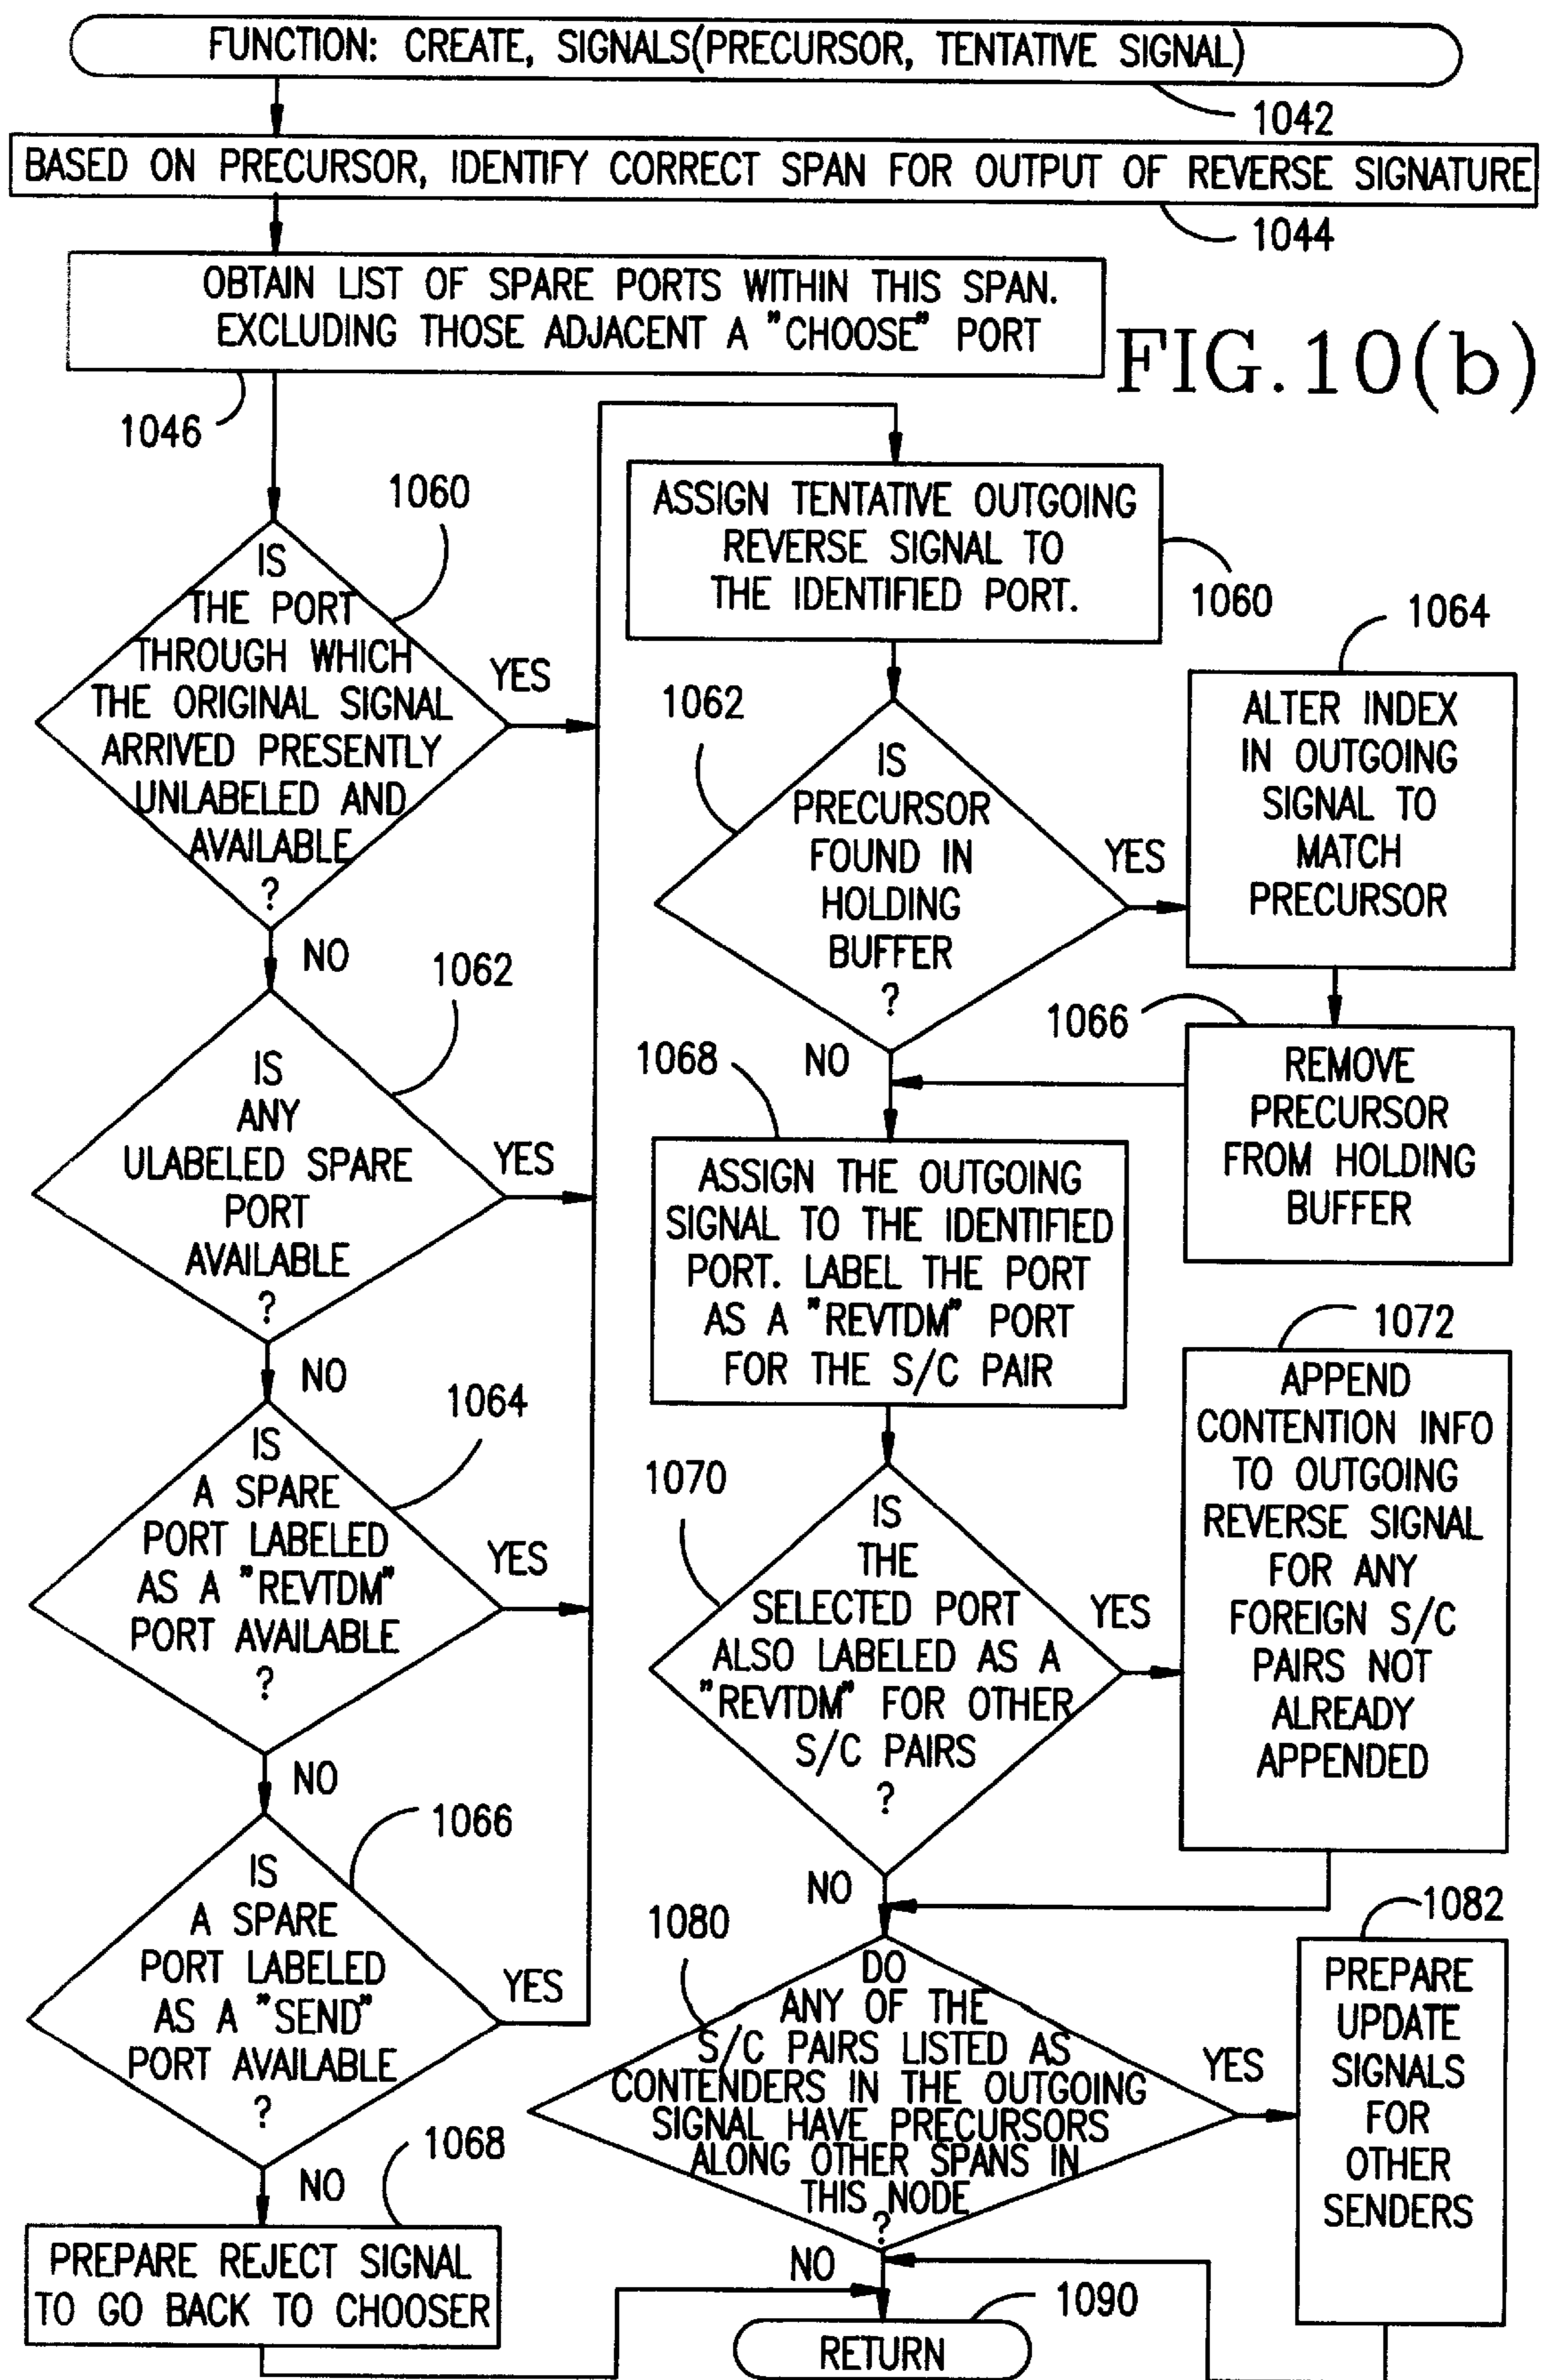 FUNCTION: CREATE, SIGNALS(PRECURSOR, TENTATIVE SIGNAL)
1042
BASED ON PRECURSOR, IDENTIFY CORRECT SPAN FOR OUTPUT OF REVERSE SIGNATURE
1044
OBTAIN LIST OF SPARE PORTS WITHIN THIS SPAN.
EXCLUDING THOSE ADJACENT A "CHOOSE" PORT
1046
FIG.10(b)
1060
IS
THE PORT
THROUGH WHICH
THE ORIGINAL SIGNAL
ARRIVED PRESENTLY
UNLABELED AND
AVAILABLE
?
YES
NO
1062
IS
ANY
ULABELED SPARE
PORT
AVAILABLE
?
YES
NO
1064
IS
A SPARE
PORT LABELED
AS A "REVTDM"
PORT AVAILABLE
?
YES
NO
1066
IS
A SPARE
PORT LABELED
AS A "SEND"
PORT AVAILABLE
?
YES
NO
1068
PREPARE REJECT SIGNAL
TO GO BACK TO CHOOSER
ASSIGN TENTATIVE OUTGOING
REVERSE SIGNAL TO
THE IDENTIFIED PORT.
1060
1062
IS
PRECURSOR
FOUND IN
HOLDING
BUFFER
?
YES
NO
1064
ALTER INDEX
IN OUTGOING
SIGNAL TO
MATCH
PRECURSOR
1066
REMOVE
PRECURSOR
FROM HOLDING
BUFFER
1068
ASSIGN THE OUTGOING
SIGNAL TO THE IDENTIFIED
PORT. LABEL THE PORT
AS A "REVTDM" PORT
FOR THE S/C PAIR
1070
IS
THE
SELECTED PORT
ALSO LABELED AS A
"REVTDM" FOR OTHER
S/C PAIRS
?
YES
NO
1072
APPEND
CONTENTION INFO
TO OUTGOING
REVERSE SIGNAL
FOR ANY
FOREIGN S/C
PAIRS NOT
ALREADY
APPENDED
1080
DO
ANY OF THE
S/C PAIRS LISTED AS
CONTENDERS IN THE OUTGOING
SIGNAL HAVE PRECURSORS
ALONG OTHER SPANS IN
THIS NODE
?
YES
NO
1082
PREPARE
UPDATE
SIGNALS
FOR
OTHER
SENDERS
1090
RETURN